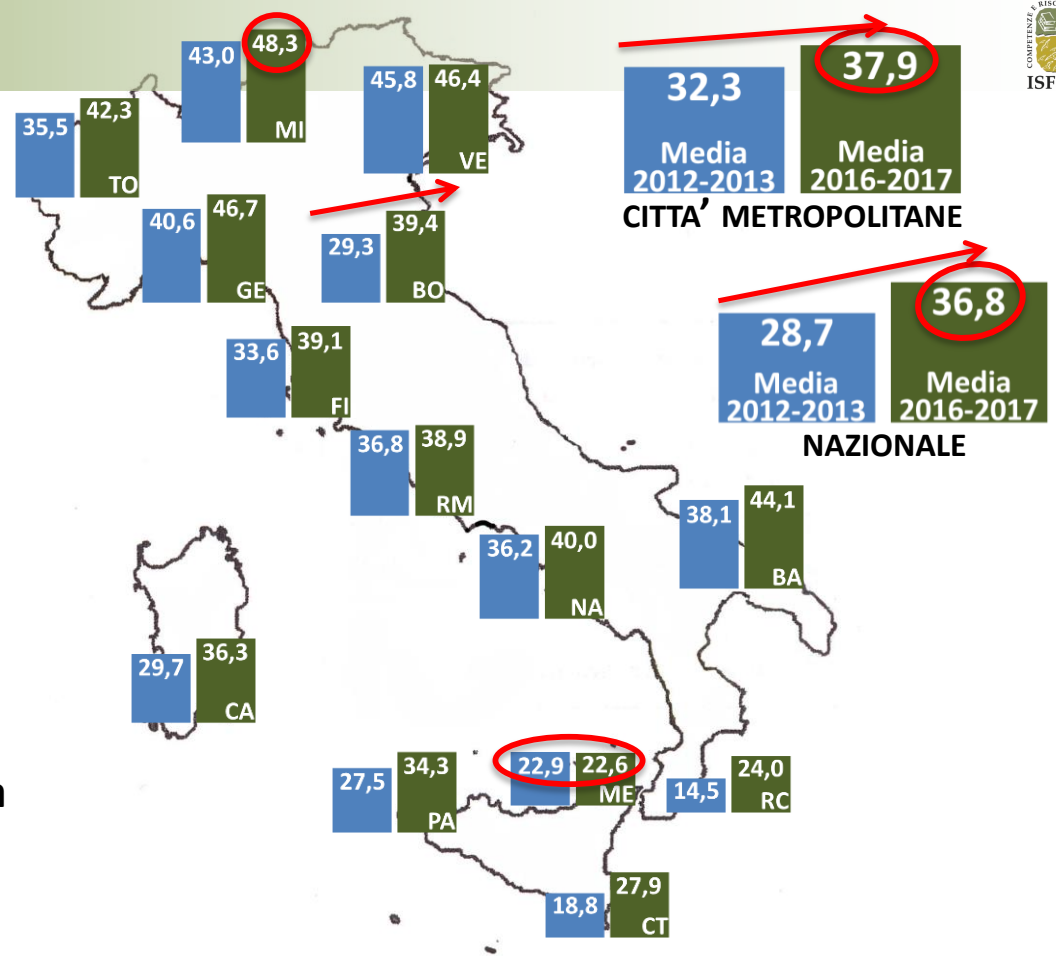 COMPETENZE E RISO
ISF
43,0 48,3
MI
45,8 46,4
VE
35,5 42,3
TO
32,3
Media
2012-2013
37,9
Media
2016-2017
CITTA’ METROPOLITANE
40,6 46,7
GE
29,3 39,4
BO
28,7
Media
2012-2013
36,8
Media
2016-2017
NAZIONALE
33,6 39,1
FI
36,8 38,9
RM
38,1 44,1
BA
36,2 40,0
NA
29,7 36,3
CA
27,5 34,3
PA
22,9 22,6
ME
14,5 24,0
RC
18,8 27,9
CT